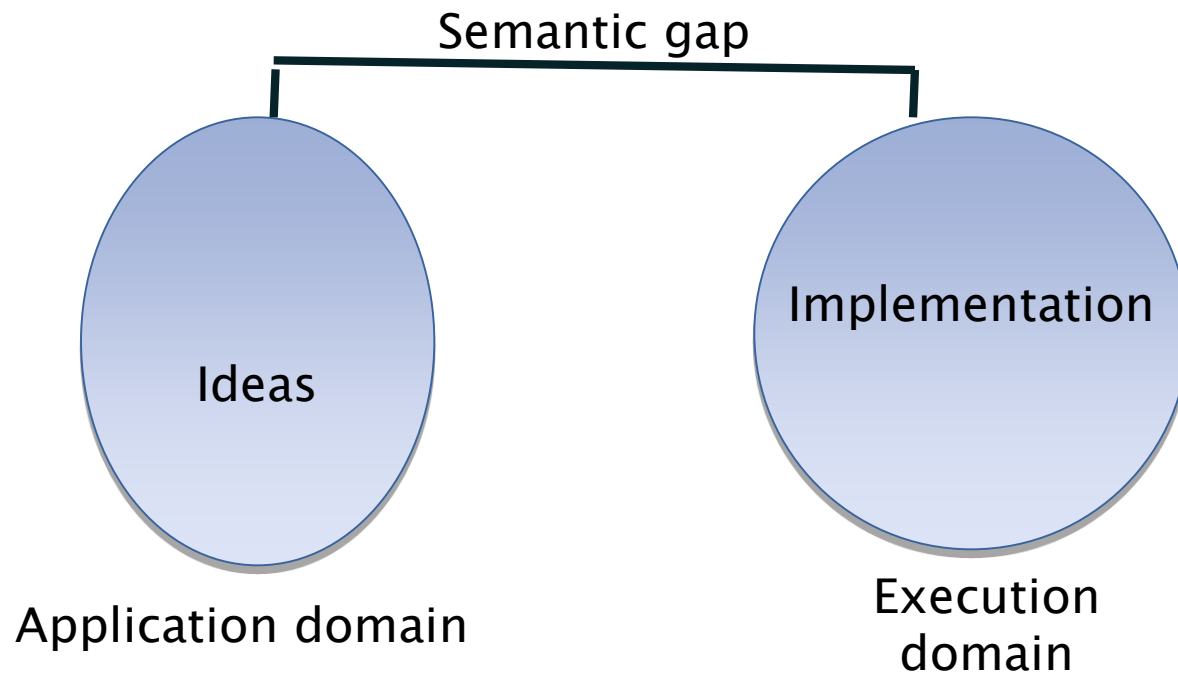 Semantic gap
Ideas
Implementation
Application domain
Execution
domain